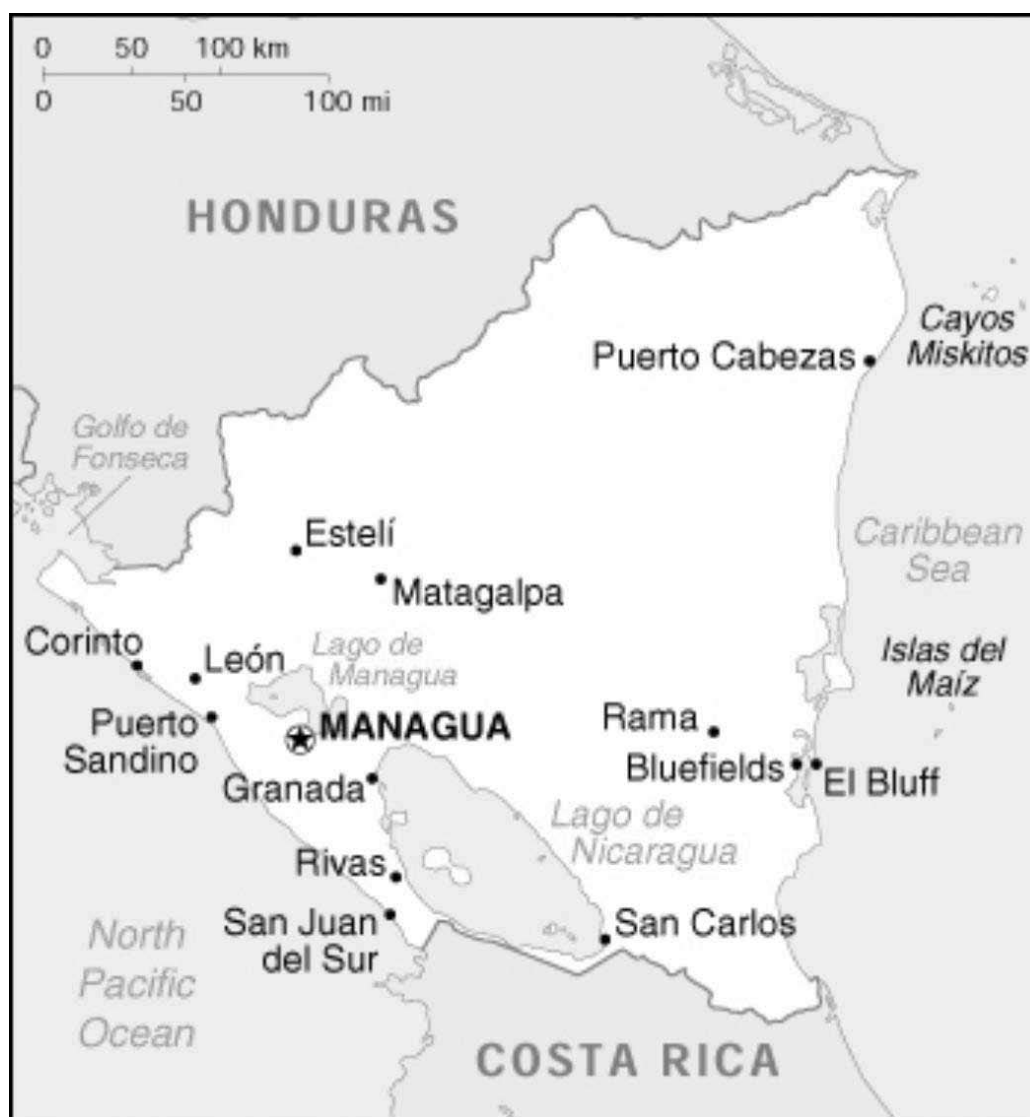 0 50 100 km
0 50 100 mi
HONDURAS
Cayos
Miskitos
Puerto Cabezas
Golfo de
Fonseca
Estelí
Caribbean
Sea
Matagalpa
Corinto
León
Lago de
Managua
Islas del
Maíz
Puerto
Sandino
MANAGUA
Rama
Granada
Bluefields
El Bluff
Lago de
Nicaragua
Rivas
San Juan
del Sur
San Carlos
North
Pacific
Ocean
COSTA RICA